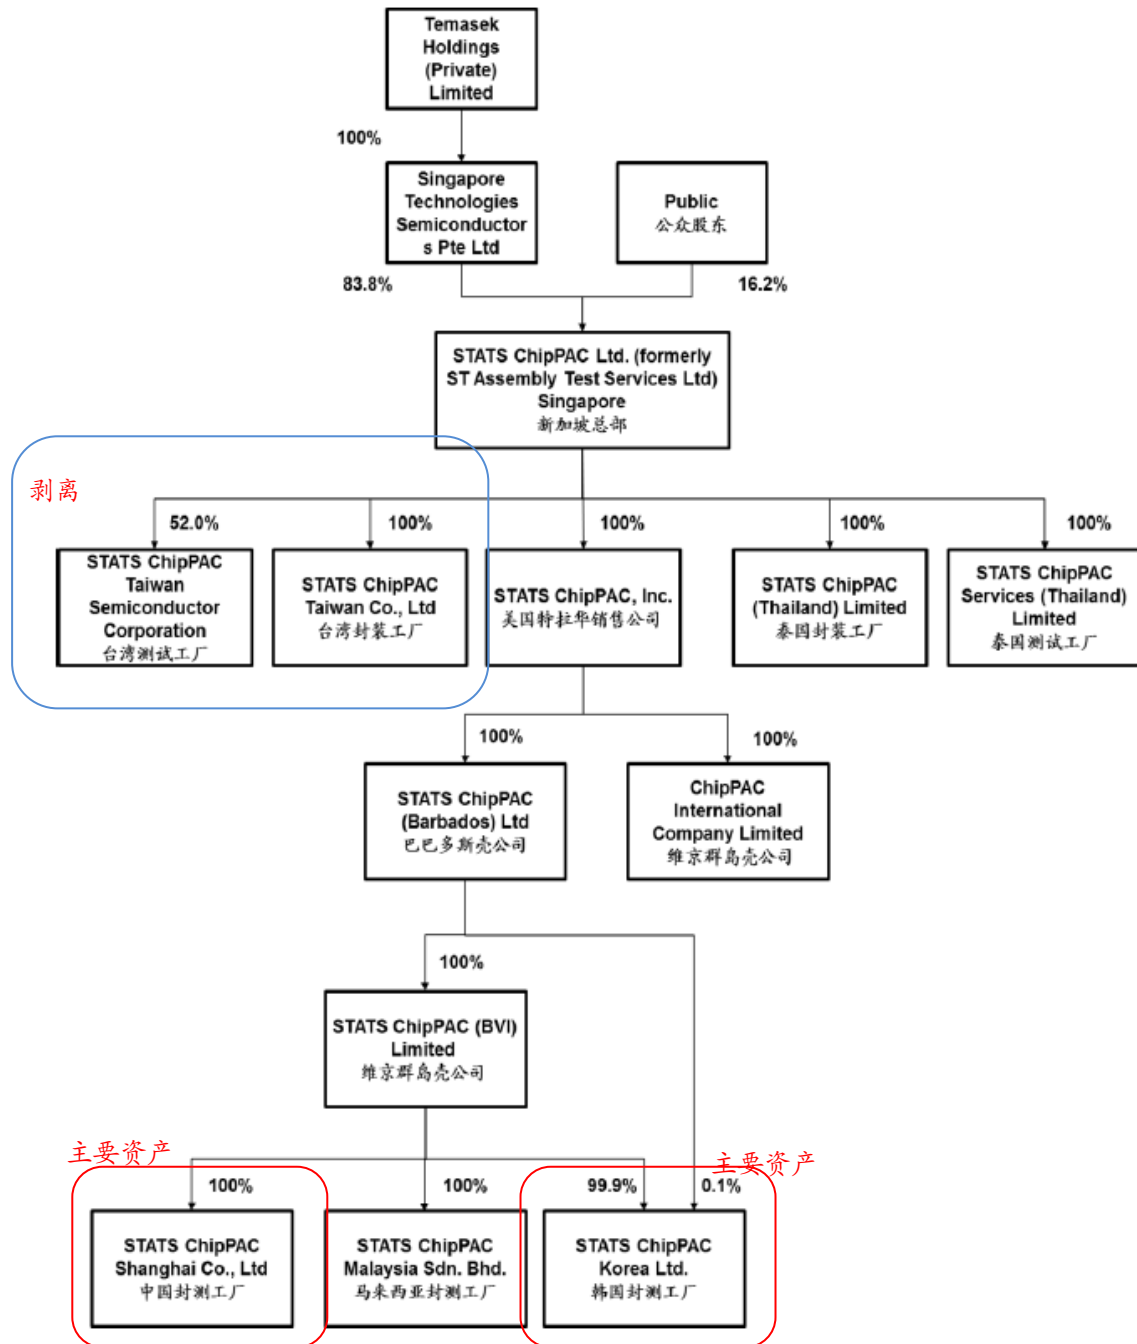 Temasek
Holdings
(Private)
Limited
100%
Singapore
Technologies
Semiconductor
s Pte Ltd
Public
公众股东
83.8%
16.2%
STATS ChipPAC Ltd. (formerly
ST Assembly Test Services Ltd)
Singapore
新加坡总部
剥离
52.0%
100%
100%
100%
100%
STATS ChipPAC
Taiwan
Semiconductor
Corporation
台湾测试工厂
STATS ChipPAC
Taiwan Co., Ltd
台湾封装工厂
STATS ChipPAC, Inc.
美国特拉华销售公司
STATS ChipPAC
(Thailand) Limited
泰国封装工厂
STATS ChipPAC
Services (Thailand)
Limited
泰国测试工厂
100%
100%
STATS ChipPAC
(Barbados) Ltd
巴巴多斯壳公司
ChipPAC
International
Company Limited
维京群岛壳公司
100%
STATS ChipPAC (BVI)
Limited
维京群岛壳公司
主要资产
主要资产
100%
100%
99.9%
0.1%
STATS ChipPAC
Shanghai Co., Ltd
中国封测工厂
STATS ChipPAC
Malaysia Sdn. Bhd.
马来西亚封测工厂
STATS ChipPAC
Korea Ltd.
韩国封测工厂